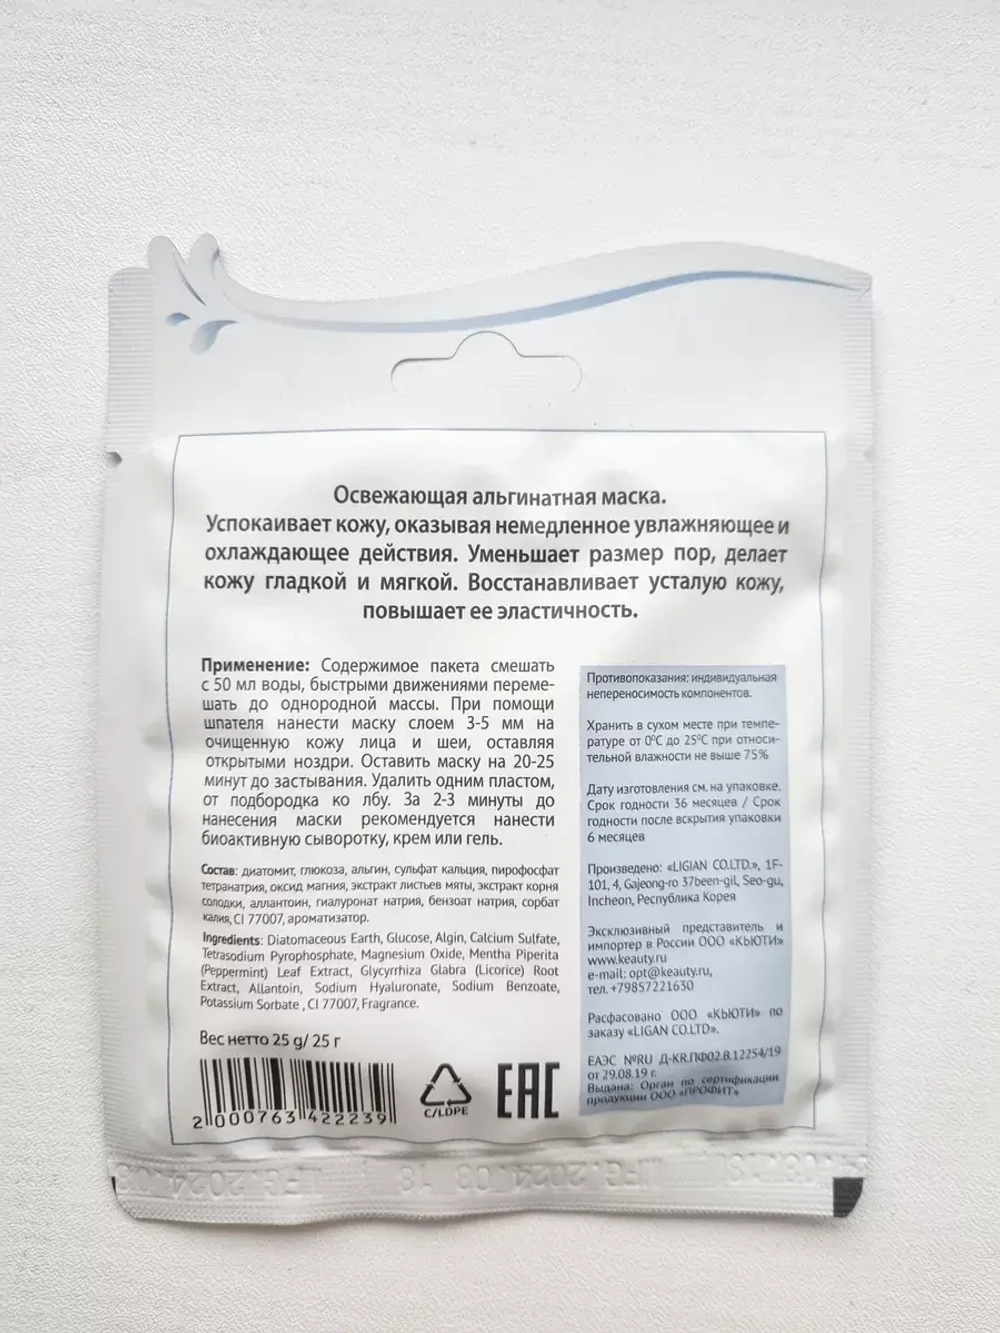 Освежающая альгинатная маска.
Успокаивает кожу, оказывая немедленное увлажняющее и
охлаждающее действия. Уменьшает размер пор, делает
кожу гладкой и мягкой. Восстанавливает усталую кожу,
повышает ее эластичность.
Применение: Содержимое пакета смешать
с 50 мл воды, быстрыми движениями переме-
шать до однородной массы. При помощи
шпателя нанести маску слоем 3-5 мм на
очищенную кожу лица и шеи, оставляя
открытыми ноздри. Оставить маску на 20-25
минут до застывания. Удалить одним пластом,
от подбородка ко лбу. За 2-3 минуты до
нанесения маски рекомендуется нанести
биоактивную сыворотку, крем или гель.
Состав: диатомит, глюкоза, альгин, сульфат кальция, пирофосфат
тетранатрия, оксид магния, экстракт листьев мяты, экстракт корня
солодки, аллантоин, гиалуронат натрия, бензоат натрия, сорбат
калия, CI 77007, ароматизатор.
Ingredients: Diatomaceous Earth, Glucose, Algin, Calcium Sulfate,
Tetrasodium Pyrophosphate, Magnesium Oxide, Mentha Piperita
(Peppermint) Leaf Extract, Glycyrrhiza Glabra (Licorice) Root
Extract, Allantoin, Sodium Hyaluronate, Sodium Benzoate,
Potassium Sorbate , CI 77007, Fragrance.
Вес нетто 25 g/ 25 г
2 000763 422239
C/LDPE
EAC
Противопоказания: индивидуальная
непереносимость компонентов.
Хранить в сухом месте при темпе-
ратуре от 0°С до 25°С при относи-
тельной влажности не выше 75%
Дату изготовления см. на упаковке.
Срок годности 36 месяцев / Срок
годности после вскрытия упаковки
6 месяцев
Произведено: «LIGIAN CO.LTD.», 1F-
101, 4, Gajeong-ro 37been-gil, Seo-gu,
Incheon, Республика Корея
Эксклюзивный представитель и
импортер в России ООО «КЬЮТИ»
www.keauty.ru
e-mail: opt@keauty.ru,
тел. +79857221630
Расфасовано ООО «КЬЮТИ» по
заказу «LIGAN CO.LTD».
ЕАЭС №RU Д-KR.ПФ02.В.12254/19
от 29.08.19 г.
Выдана: Орган по сертификации
продукции ООО «ПРОФИТ»